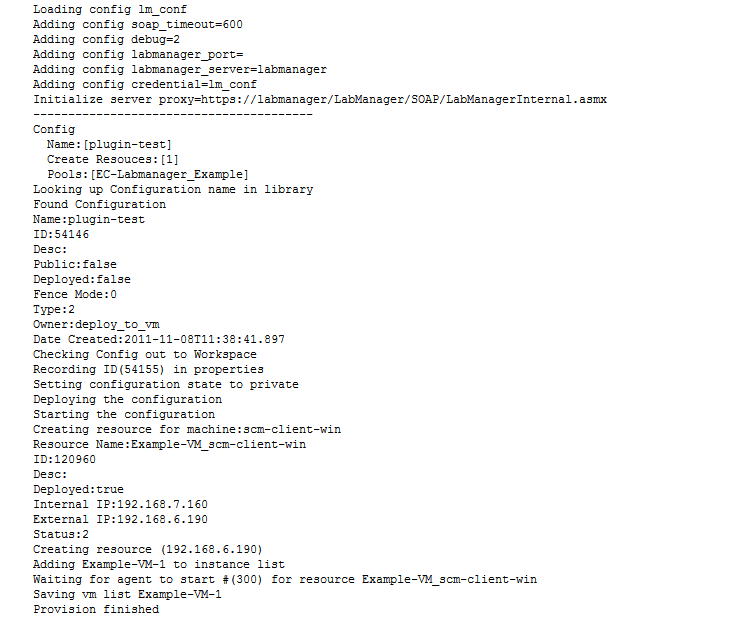 Loading config lm_conf
Adding config soap_timeout=600
Adding config debug=2
Adding config labmanager_port=
Adding config labmanager_server=labmanager
Adding config credential=lm_conf
Initialize server proxy=https://labmanager/LabManager/SOAP/LabManagerInternal.asmx
----------------------------------------
Config
  Name:[plugin-test]
  Create Resouces:[1]
  Pools:[EC-Labmanager_Example]
Looking up Configuration name in library
Found Configuration
Name:plugin-test
ID:54146
Desc:
Public:false
Deployed:false
Fence Mode:0
Type:2
Owner:deploy_to_vm
Date Created:2011-11-08T11:38:41.897
Checking Config out to Workspace
Recording ID(54155) in properties
Setting configuration state to private
Deploying the configuration
Starting the configuration
Creating resource for machine:scm-client-win
Resource Name:Example-VM_scm-client-win
ID:120960
Desc:
Deployed:true
Internal IP:192.168.7.160
External IP:192.168.6.190
Status:2
Creating resource (192.168.6.190)
Adding Example-VM-1 to instance list
Waiting for agent to start #(300) for resource Example-VM_scm-client-win
Saving vm list Example-VM-1
Provision finished